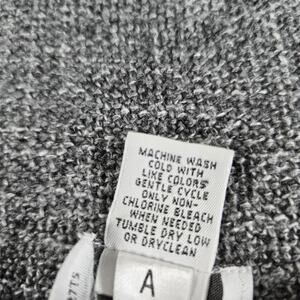 MACHINE WASH
COLD WITH
LIKE COLORS
GENTLE CYCLE
ONLY NON-
CHLORINE BLEACH
WHEN NEEDED
TUMBLE DRY LOW
OR DRYCLEAN
A